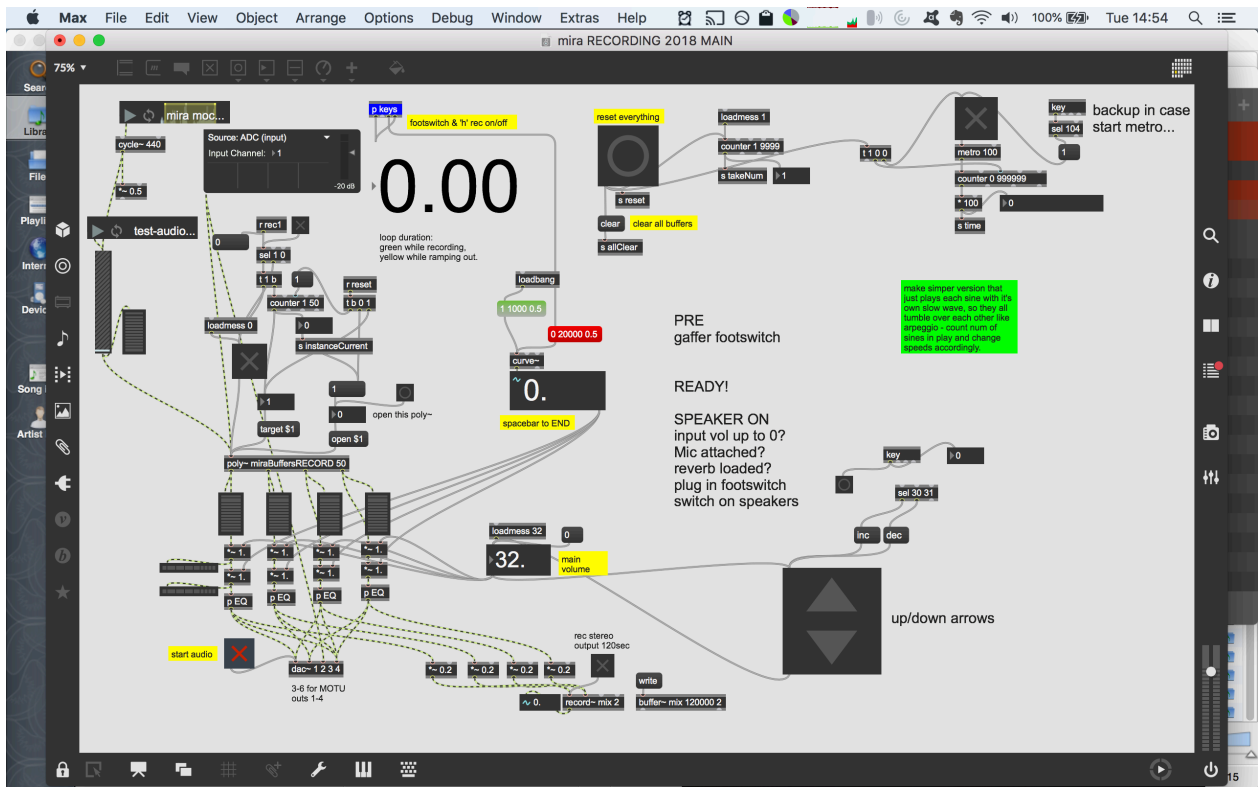 Max File Edit View Object Arrange Options Debug Window Extras Help 100% Tue 14:54
mira RECORDING 2018 MAIN
75%
mira moc...
cycle~ 440
*~ 0.5
test-audio...
Source: ADC (input)
Input Channel: 1
-20 dB
p keys
footswitch & 'h' rec on/off
0.00
loop duration:
green while recording,
yellow while ramping out.
reset everything
loadmess 1
counter 1 9999
s takeNum
1
s reset
clear
clear all buffers
s allClear
t 1 0 0
metro 100
counter 0 999999
* 100
0
s time
key
sel 104
1
backup in case
start metro...
r rec1
0
sel 1 0
t 1 b
1
counter 1 50
r reset
t b 0 1
loadmess 0
0
s instanceCurrent
1
1
0
open this poly~
target $1
open $1
poly~ miraBuffersRECORD 50
loadbang
1 1000 0.5
0 20000 0.5
curve~
0.
spacebar to END
PRE
gaffer footswitch
READY!
SPEAKER ON
input vol up to 0?
Mic attached?
reverb loaded?
plug in footswitch
switch on speakers
make simper version that
just plays each sine with it's
own slow wave, so they all
tumble over each other like
arpeggio - count num of
sines in play and change
speeds accordingly.
key
0
sel 30 31
inc
dec
up/down arrows
loadmess 32
0
32.
main
volume
*~ 1. *~ 1. *~ 1. *~ 1.
*~ 1. *~ 1. *~ 1. *~ 1.
p EQ p EQ p EQ p EQ
start audio
dac~ 1 2 3 4
3-6 for MOTU
outs 1-4
*~ 0.2 *~ 0.2 *~ 0.2 *~ 0.2
rec stereo
output 120sec
0.
record~ mix 2
write
buffer~ mix 120000 2
Sear
Libra
File
Playli
Inter
Devic
Song
Artist
15